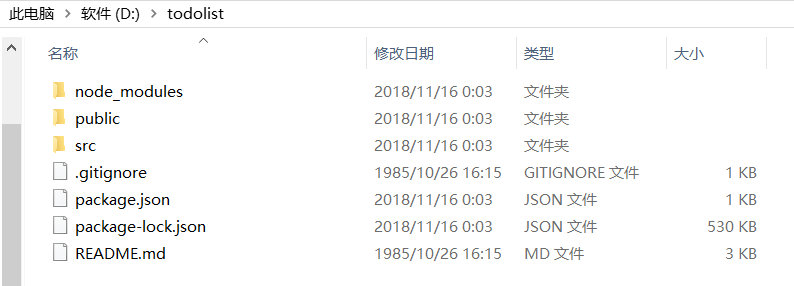 此电脑 > 软件 (D:) > todolist
名称 修改日期 类型 大小
node_modules 2018/11/16 0:03 文件夹
public 2018/11/16 0:03 文件夹
src 2018/11/16 0:03 文件夹
.gitignore 1985/10/26 16:15 GITIGNORE 文件 1 KB
package.json 2018/11/16 0:03 JSON 文件 1 KB
package-lock.json 2018/11/16 0:03 JSON 文件 530 KB
README.md 1985/10/26 16:15 MD 文件 3 KB